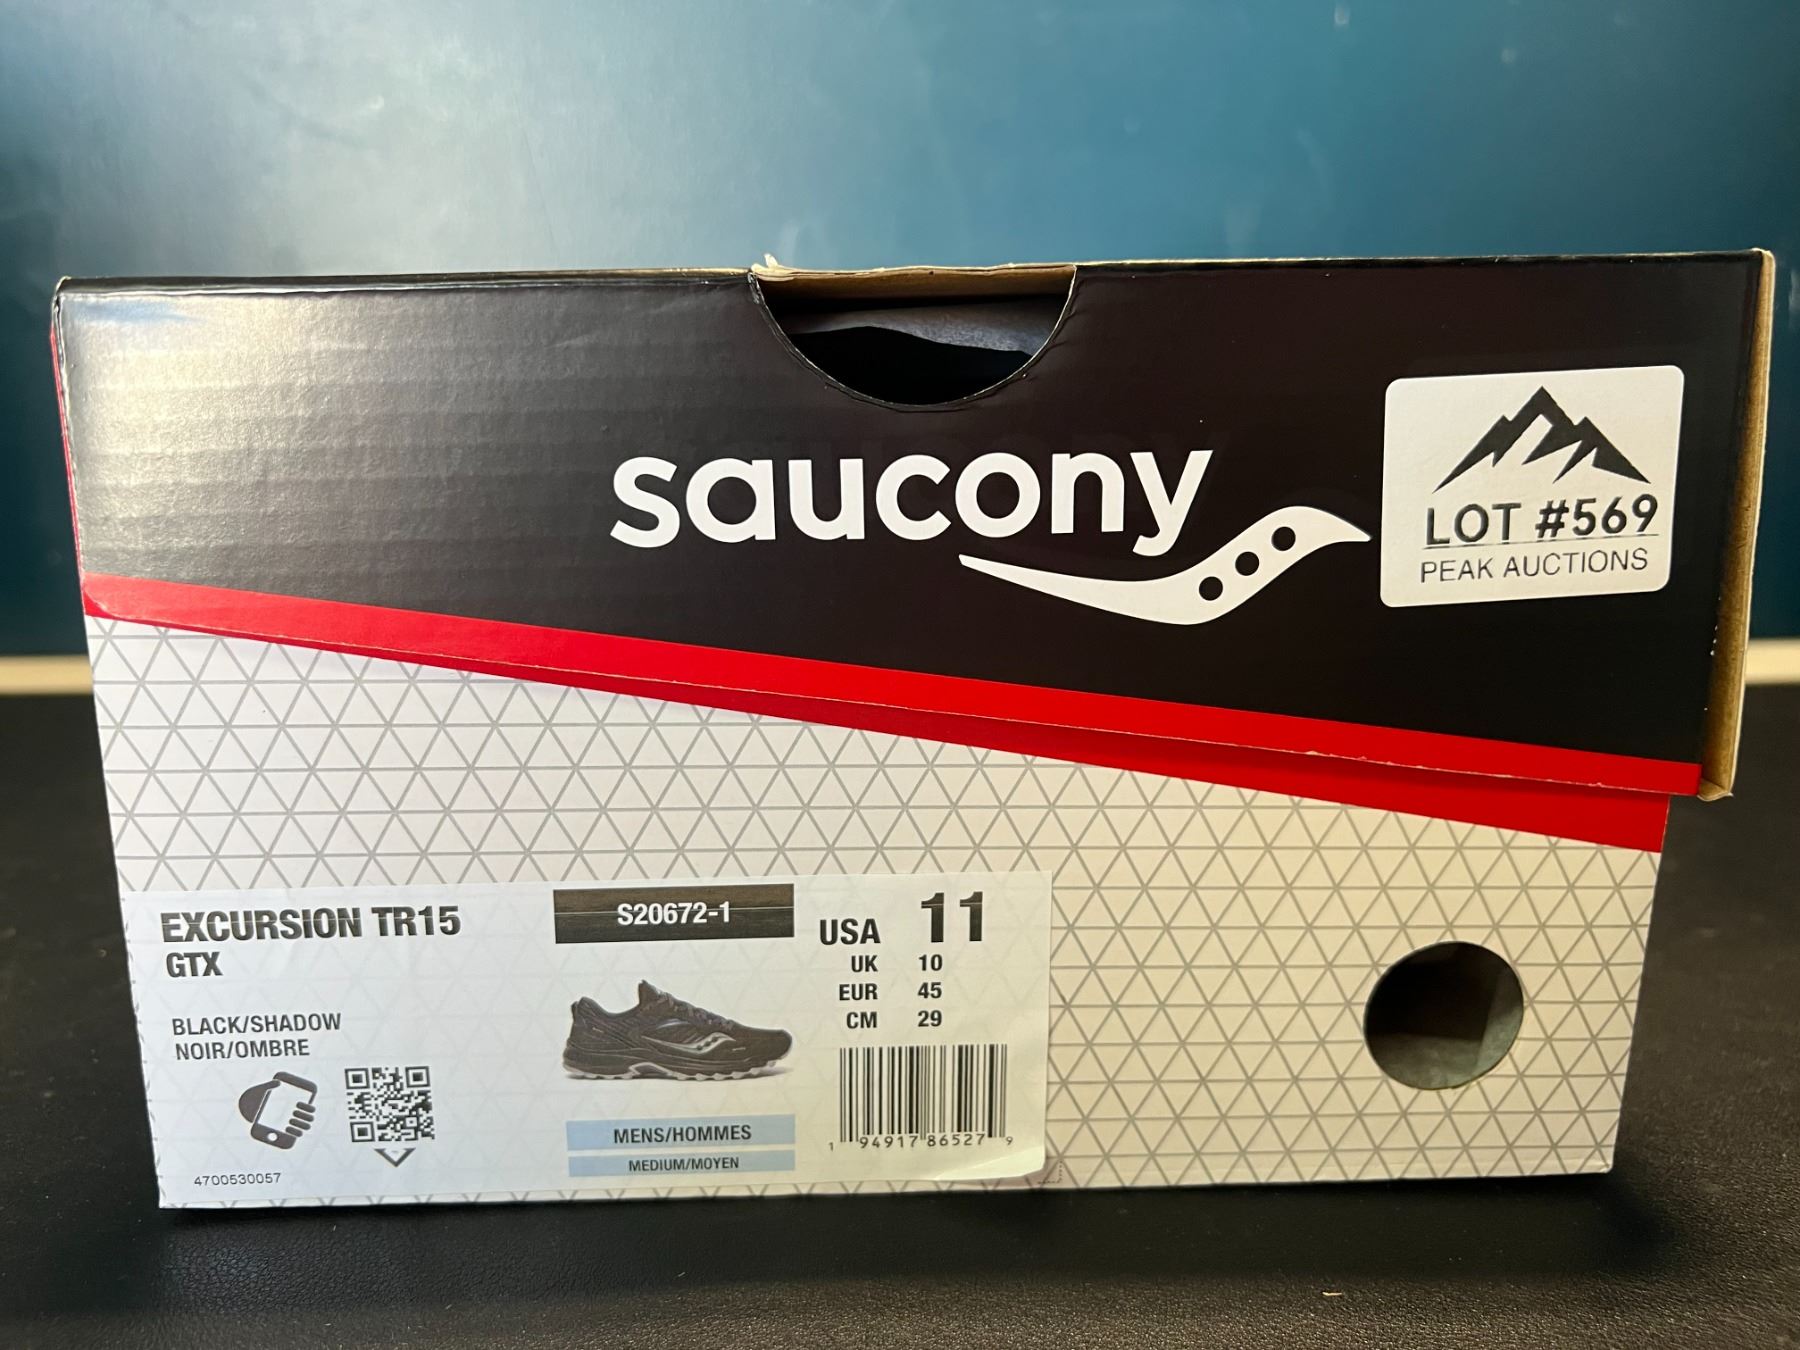 saucony
LOT #569
PEAK AUCTIONS
EXCURSION TR15
GTX
BLACK/SHADOW
NOIR/OMBRE
4700530057
S20672-1
MENS/HOMMES
MEDIUM/MOYEN
USA 11
UK 10
EUR 45
CM 29
1 94917 86527 9